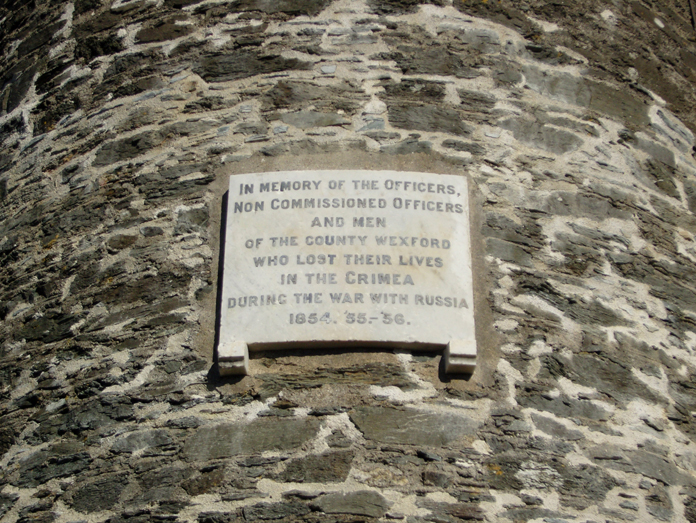 IN MEMORY OF THE OFFICERS,
NON COMMISSIONED OFFICERS
AND MEN
OF THE COUNTY WEXFORD
WHO LOST THEIR LIVES
IN THE CRIMEA
DURING THE WAR WITH RUSSIA
1854. 55.-56.